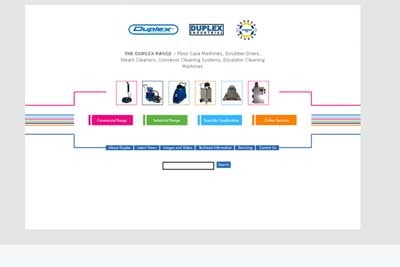 Duplex
DUPLEX
INDUSTRIES
THE DUPLEX RANGE – Floor Care Machines, Scrubber Driers,
Steam Cleaners, Conveyor Cleaning Systems, Escalator Cleaning
Machines
Commercial Range
Industrial Range
Specialist Applications
Online Services
About Duplex
Latest News
Images and Video
Technical Information
Servicing
Contact Us
Search